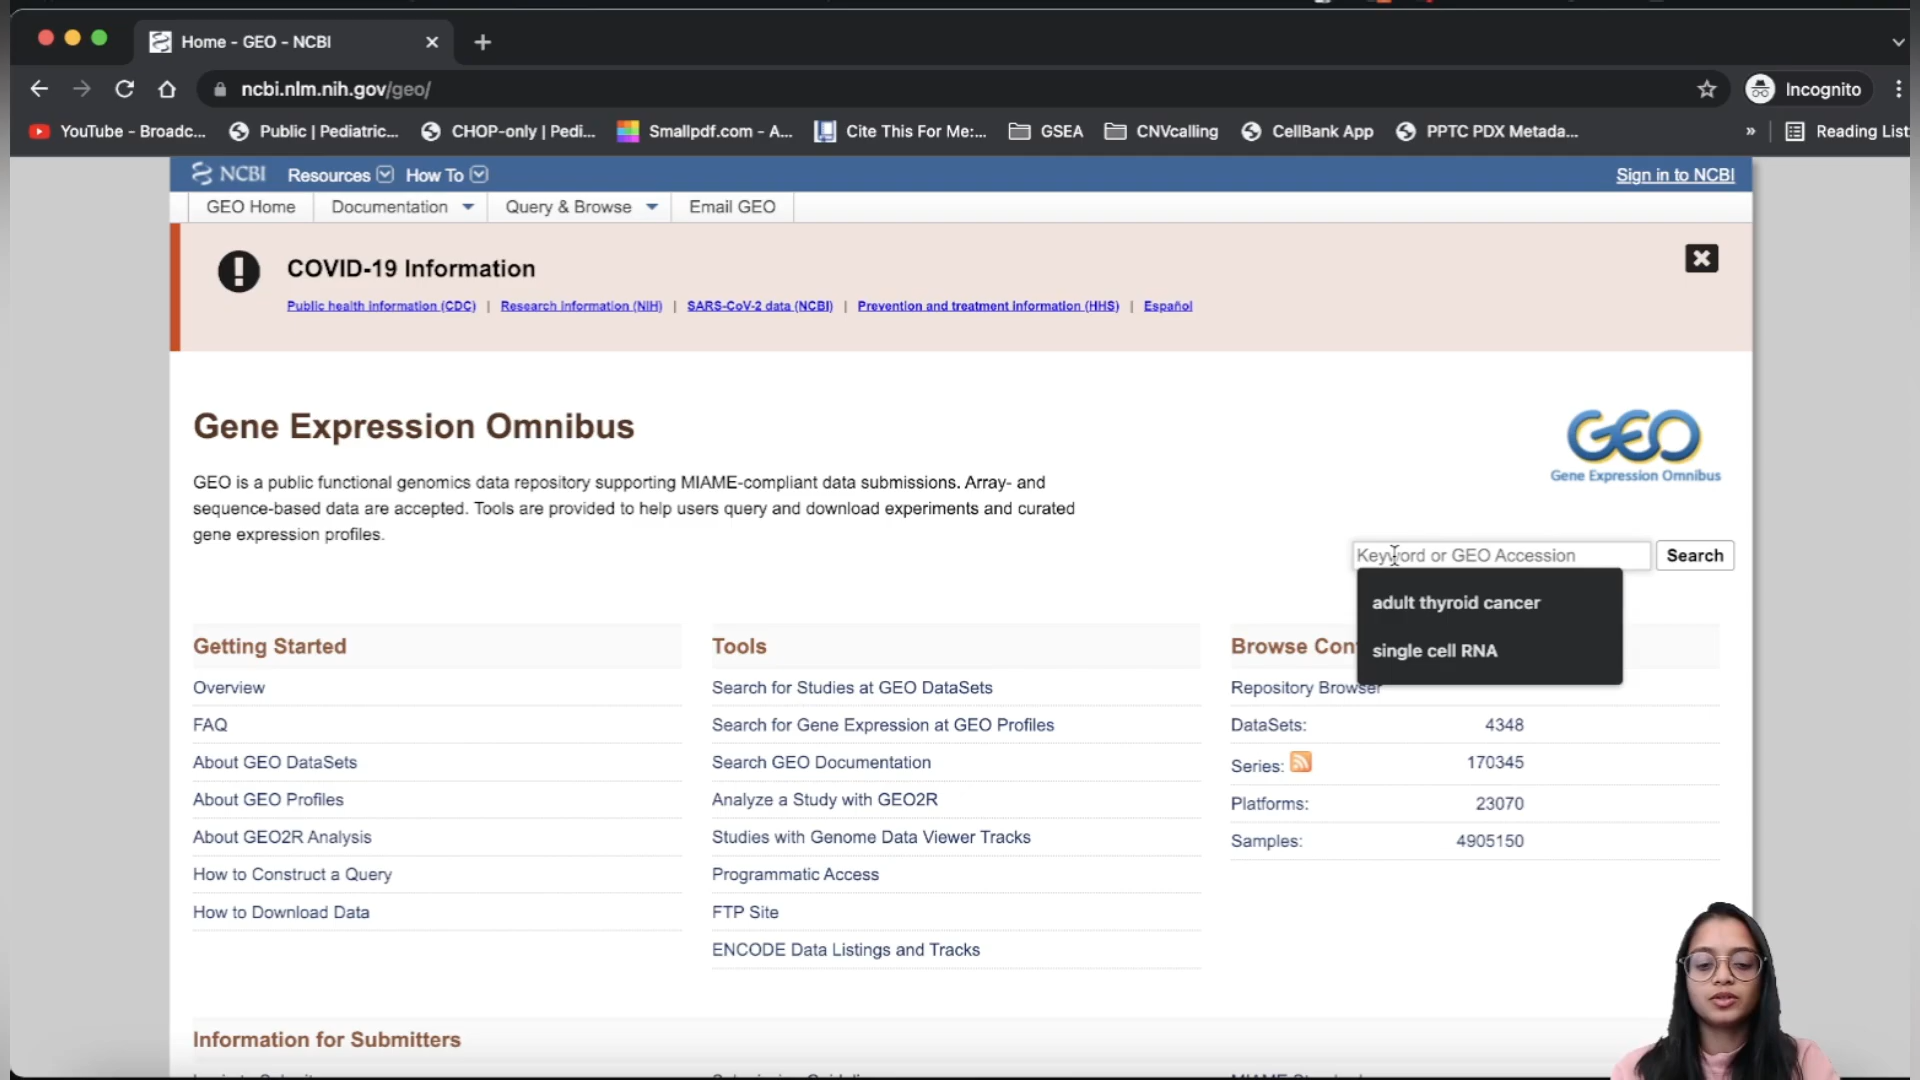 Home - GEO - NCBI
ncbi.nlm.nih.gov/geo/
Incognito
YouTube - Broadc...
Public | Pediatric...
CHOP-only | Pedi...
Smallpdf.com - A...
Cite This For Me:...
GSEA
CNVcalling
CellBank App
PPTC PDX Metada...
»
Reading List
NCBI
Resources
How To
Sign in to NCBI
GEO Home
Documentation
Query & Browse
Email GEO
COVID-19 Information
Public health information (CDC) | Research information (NIH) | SARS-CoV-2 data (NCBI) | Prevention and treatment information (HHS) | Español
Gene Expression Omnibus
GEO
Gene Expression Omnibus
GEO is a public functional genomics data repository supporting MIAME-compliant data submissions. Array- and
sequence-based data are accepted. Tools are provided to help users query and download experiments and curated
gene expression profiles.
Keyword or GEO Accession
Search
adult thyroid cancer
single cell RNA
Getting Started
Overview
FAQ
About GEO DataSets
About GEO Profiles
About GEO2R Analysis
How to Construct a Query
How to Download Data
Tools
Search for Studies at GEO DataSets
Search for Gene Expression at GEO Profiles
Search GEO Documentation
Analyze a Study with GEO2R
Studies with Genome Data Viewer Tracks
Programmatic Access
FTP Site
ENCODE Data Listings and Tracks
Browse
Repository Browser
DataSets: 4348
Series: 170345
Platforms: 23070
Samples: 4905150
Information for Submitters